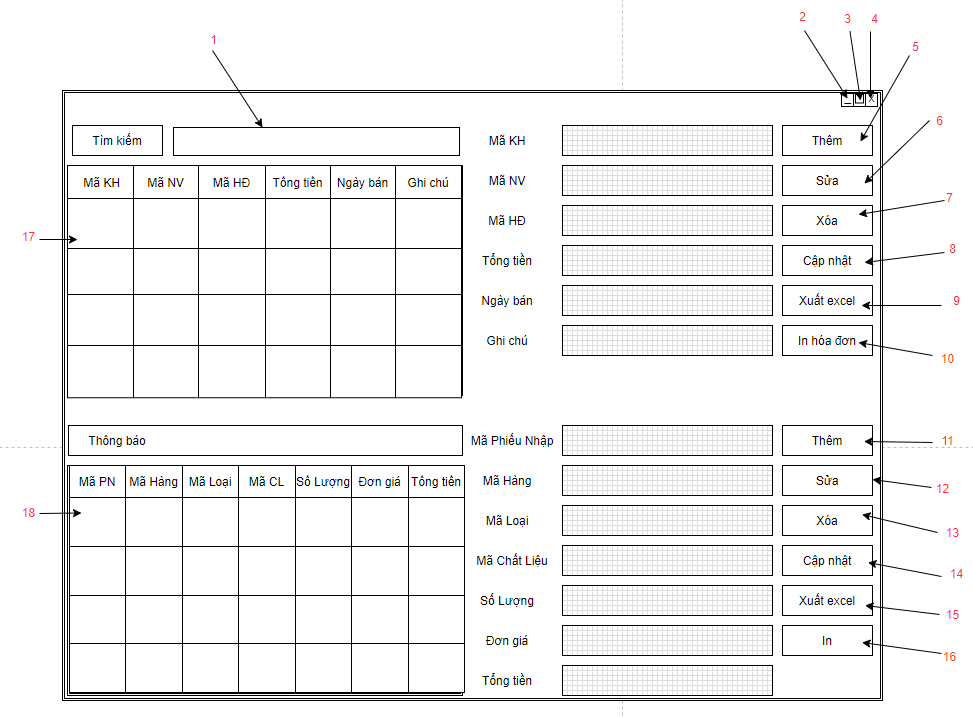 2 3 4
1
5
_ X
6
Tìm kiếm
Mã KH
Thêm
Mã KH Mã NV Mã HĐ Tổng tiền Ngày bán Ghi chú
Mã NV
Sửa
7
Mã HĐ
Xóa
17
8
Tổng tiền
Cập nhật
Ngày bán
Xuất excel
9
Ghi chú
In hóa đơn
10
Thông báo
Mã Phiếu Nhập
Thêm
11
Mã PN Mã Hàng Mã Loại Mã CL Số Lượng Đơn giá Tổng tiền
Mã Hàng
Sửa
12
18
Mã Loại
Xóa
13
Mã Chất Liệu
Cập nhật
14
Số Lượng
Xuất excel
15
Đơn giá
In
16
Tổng tiền